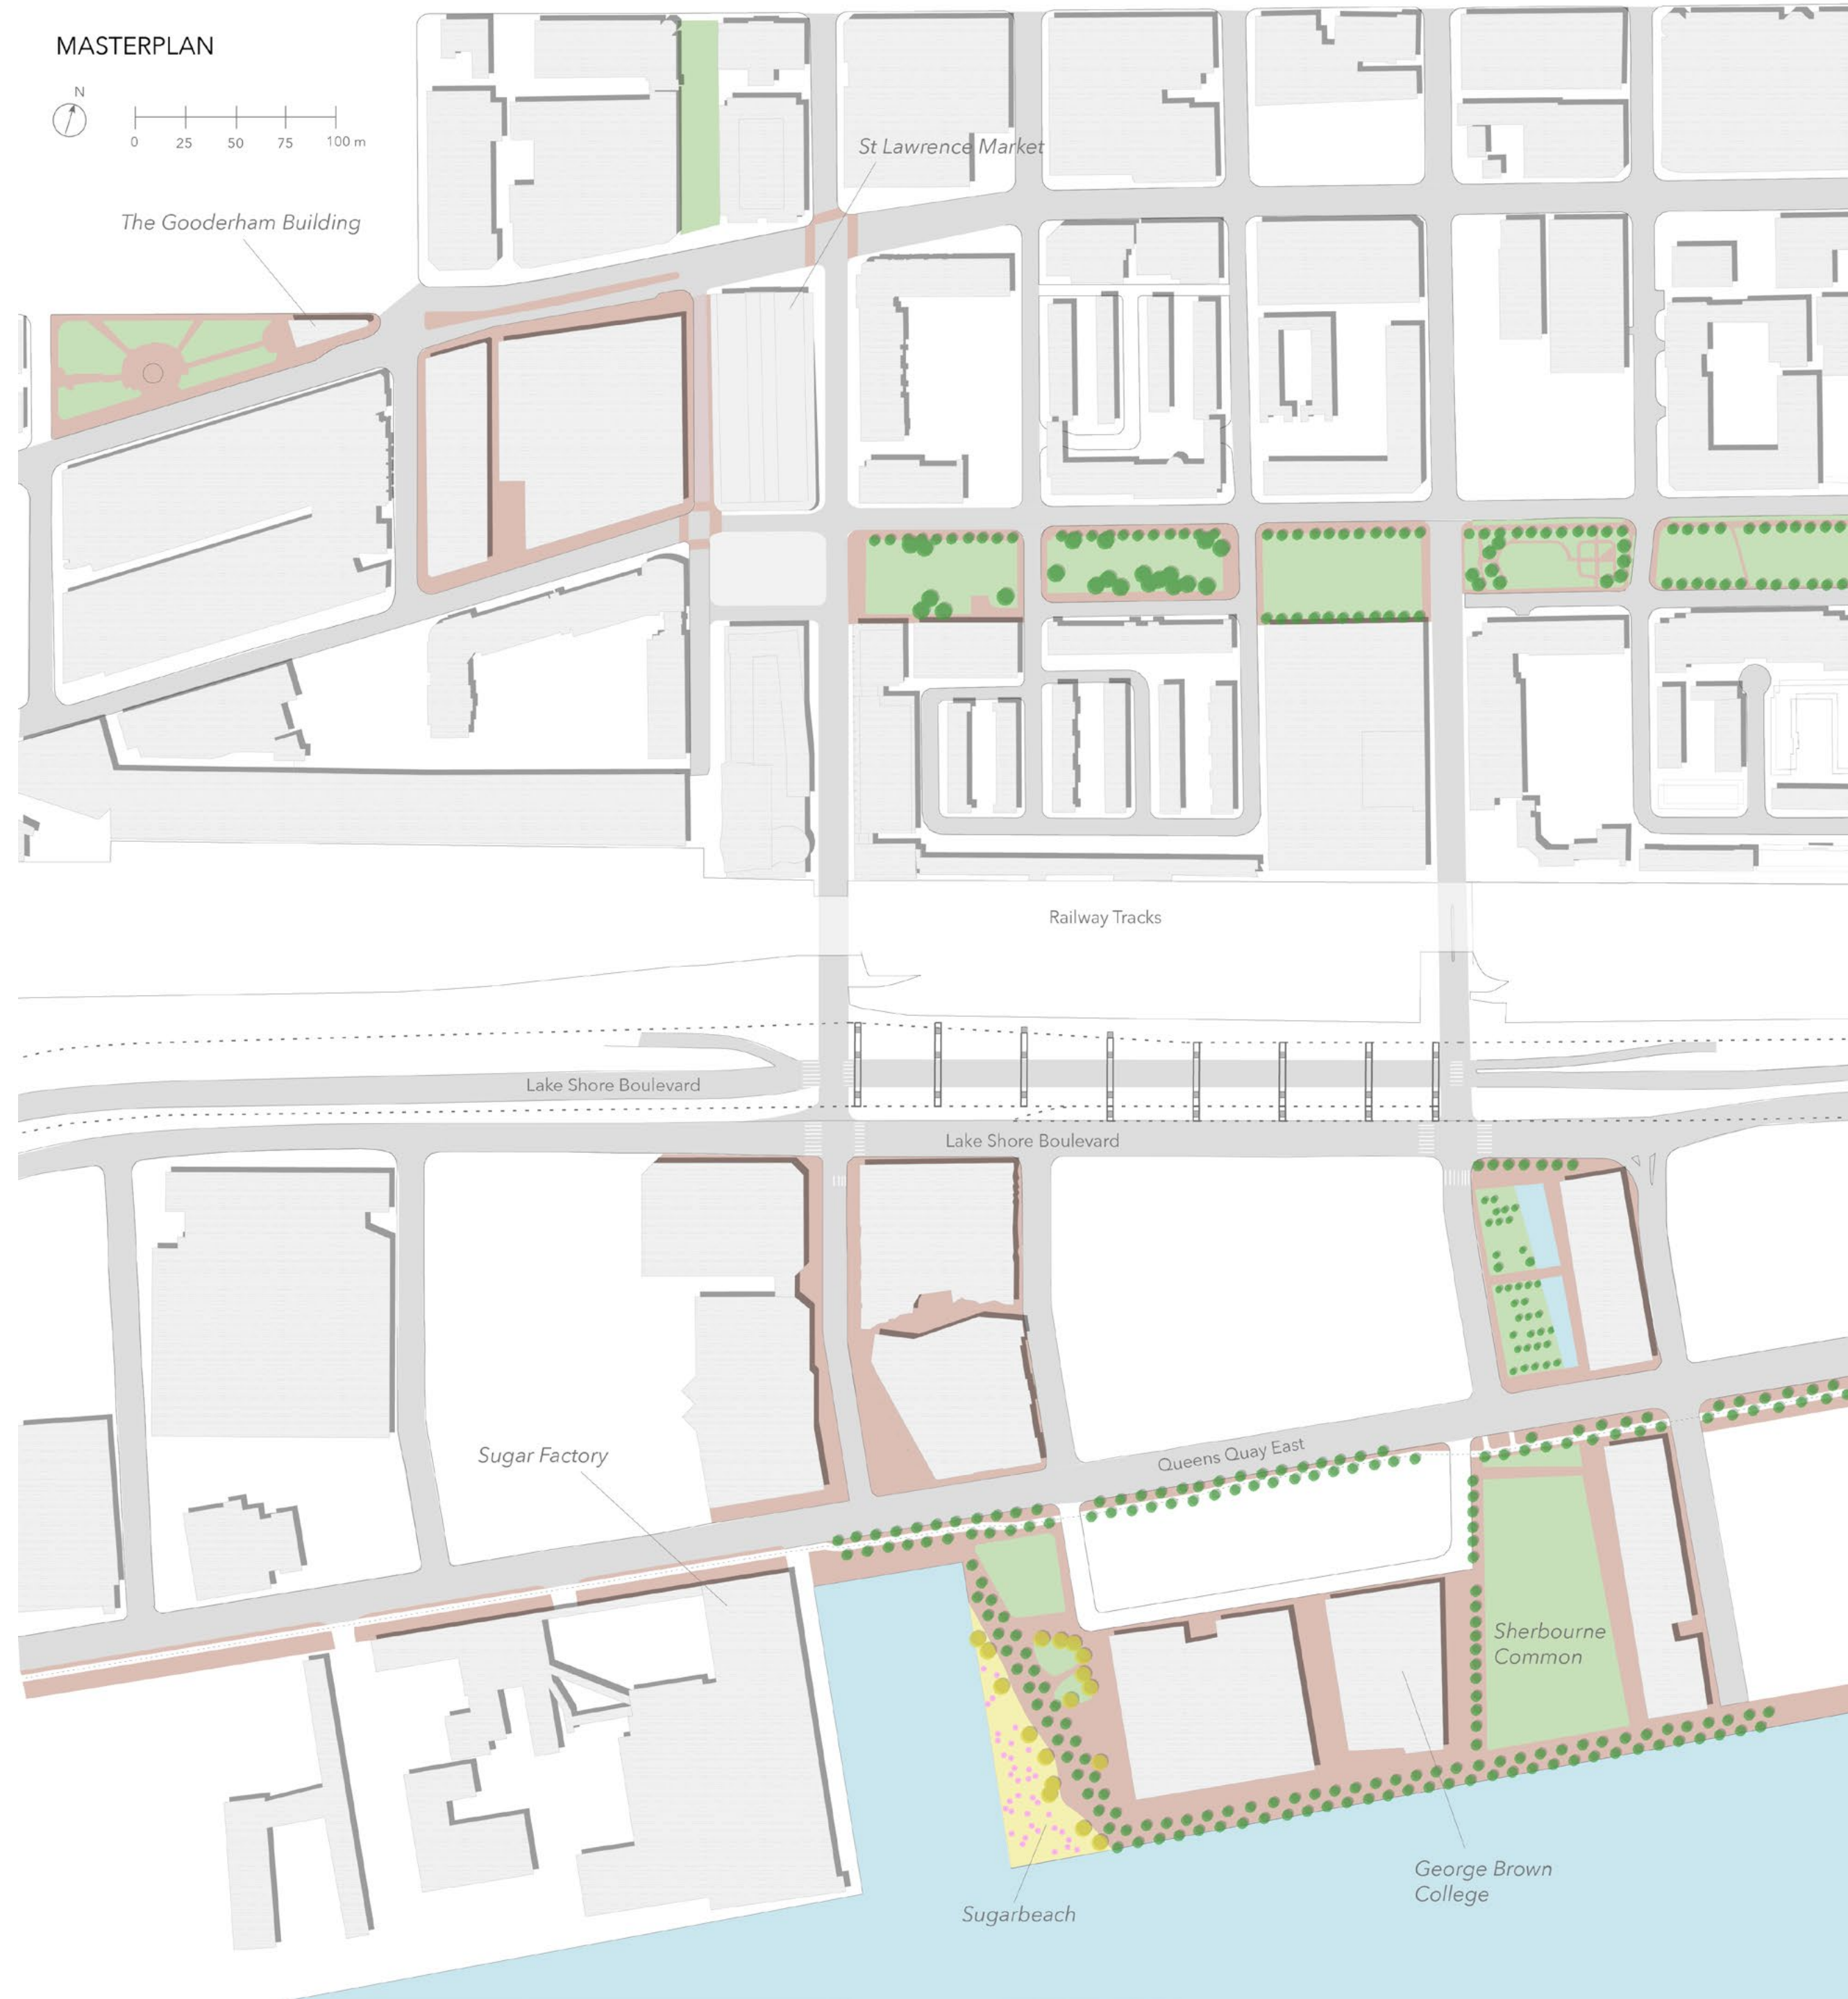 MASTERPLAN
N
0 25 50 75 100 m
St Lawrence Market
The Gooderham Building
Railway Tracks
Lake Shore Boulevard
Lake Shore Boulevard
Queens Quay East
Sugar Factory
Sherbourne
Common
George Brown
College
Sugarbeach